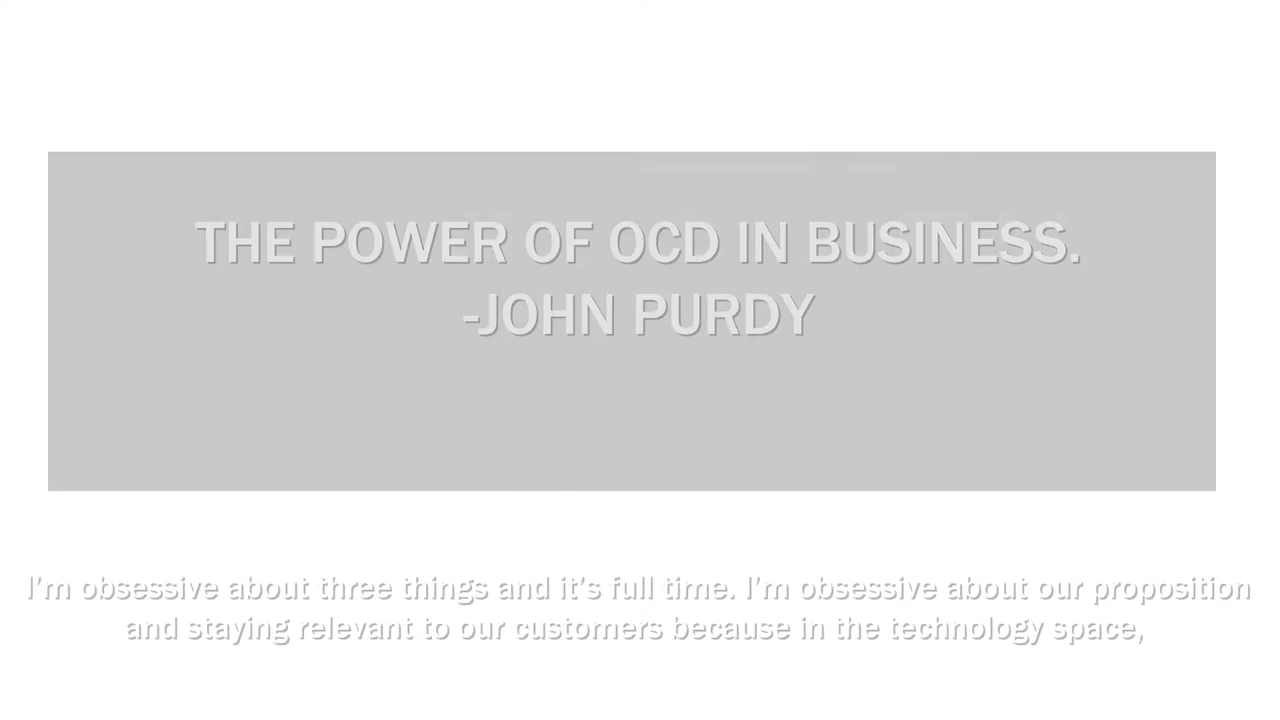 THE POWER OF OCD IN BUSINESS.
-JOHN PURDY
I'm obsessive about three things and it's full time. I'm obsessive about our proposition
and staying relevant to our customers because in the technology space,